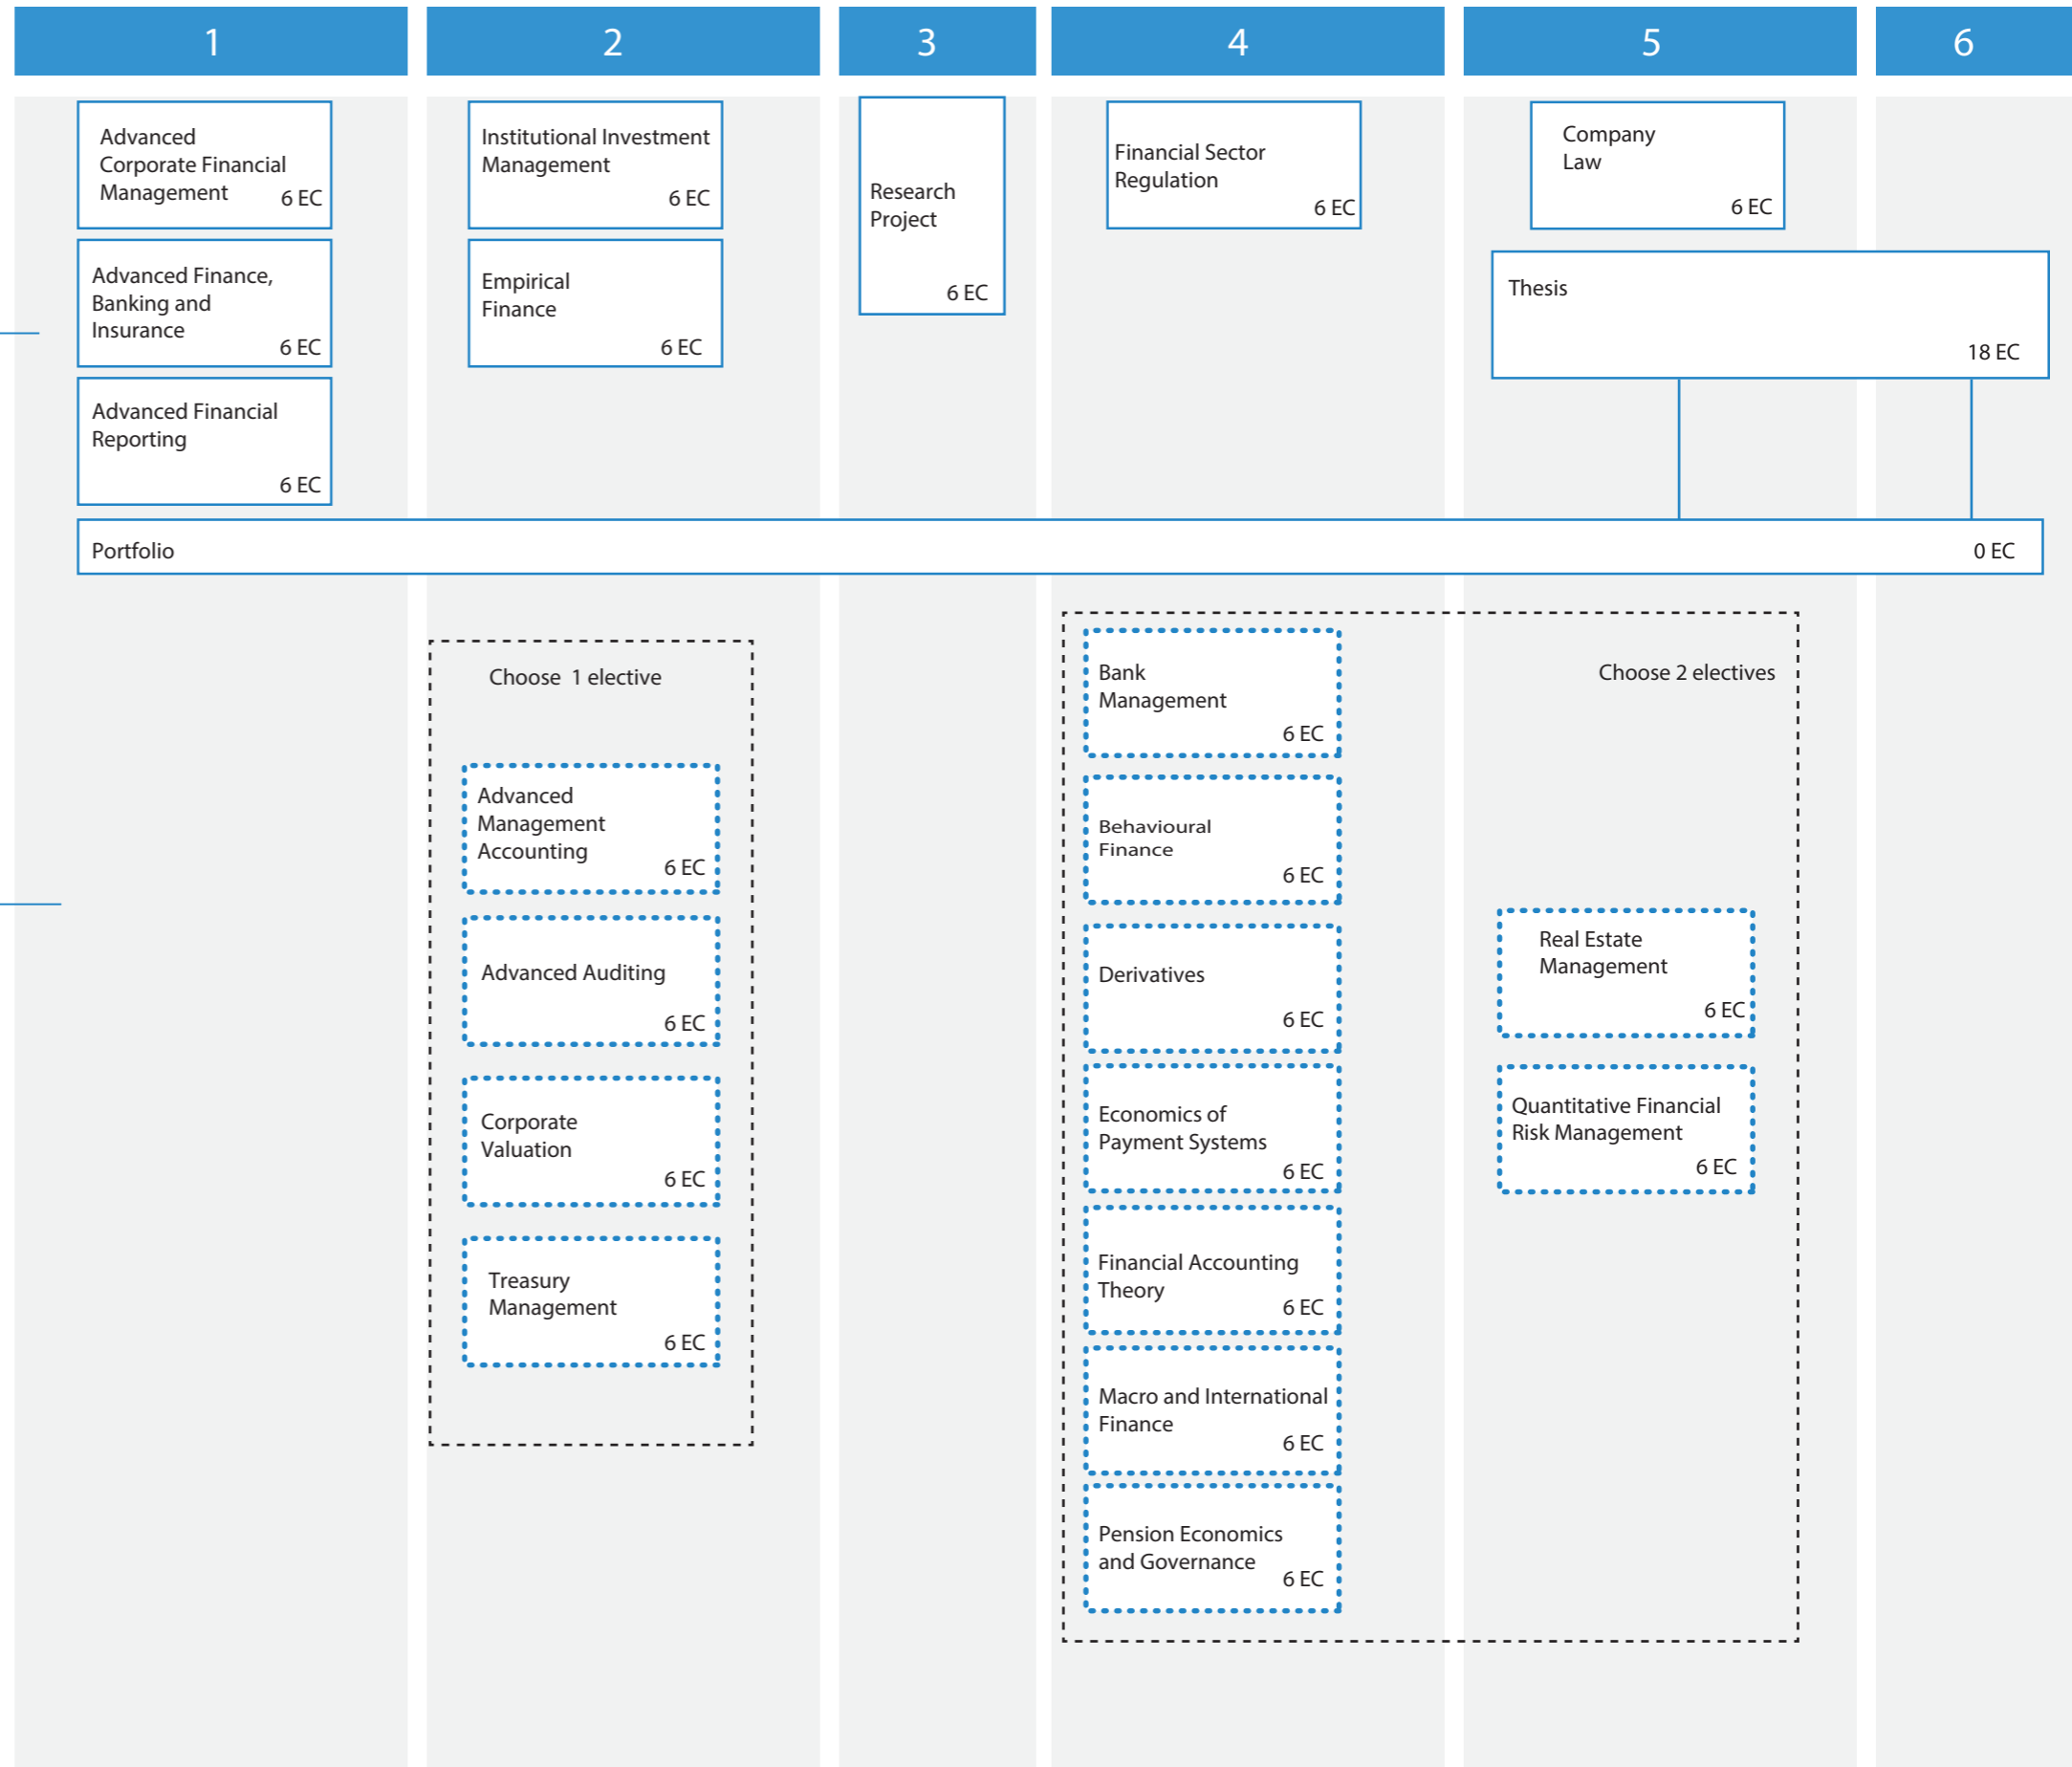 1
2
3
4
5
6
Advanced
Corporate Financial
Management
6 EC
Advanced Finance,
Banking and
Insurance
6 EC
Advanced Financial
Reporting
6 EC
Institutional Investment
Management
6 EC
Empirical
Finance
6 EC
Research
Project
6 EC
Financial Sector
Regulation
6 EC
Company
Law
6 EC
Thesis
18 EC
Portfolio
0 EC
Choose 1 elective
Advanced
Management
Accounting
6 EC
Advanced Auditing
6 EC
Corporate
Valuation
6 EC
Treasury
Management
6 EC
Choose 2 electives
Bank
Management
6 EC
Behavioural
Finance
6 EC
Derivatives
6 EC
Economics of
Payment Systems
6 EC
Financial Accounting
Theory
6 EC
Macro and International
Finance
6 EC
Pension Economics
and Governance
6 EC
Real Estate
Management
6 EC
Quantitative Financial
Risk Management
6 EC